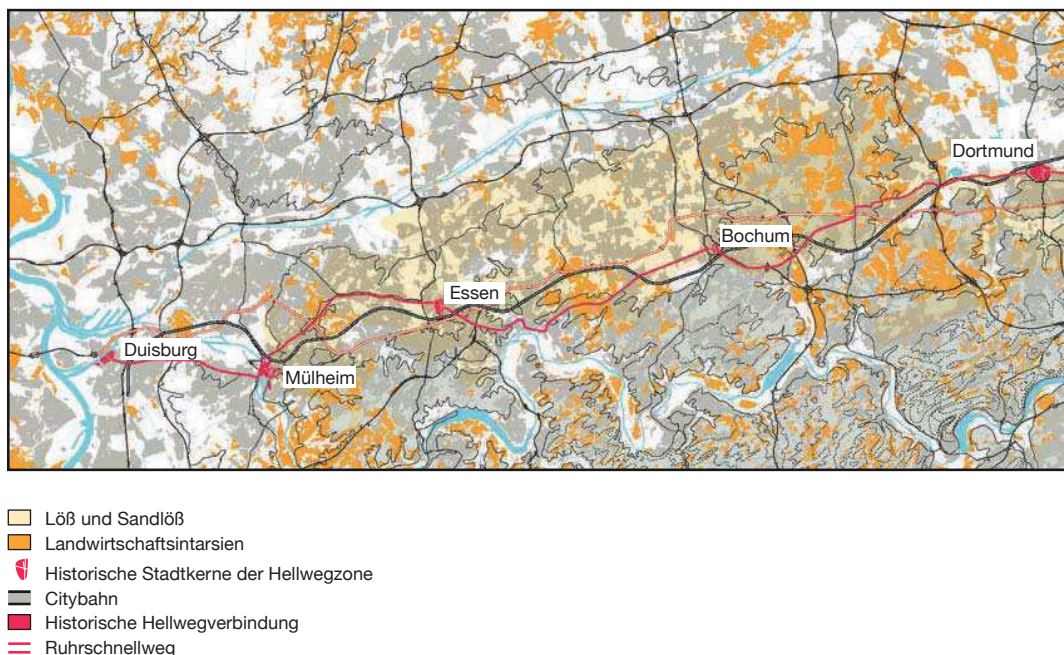 Dortmund
Bochum
Essen
Duisburg
Mülheim
Löß und Sandlöß
Landwirtschaftsintarsien
Historische Stadtkerne der Hellwegzone
Citybahn
Historische Hellwegverbindung
Ruhrschnellweg